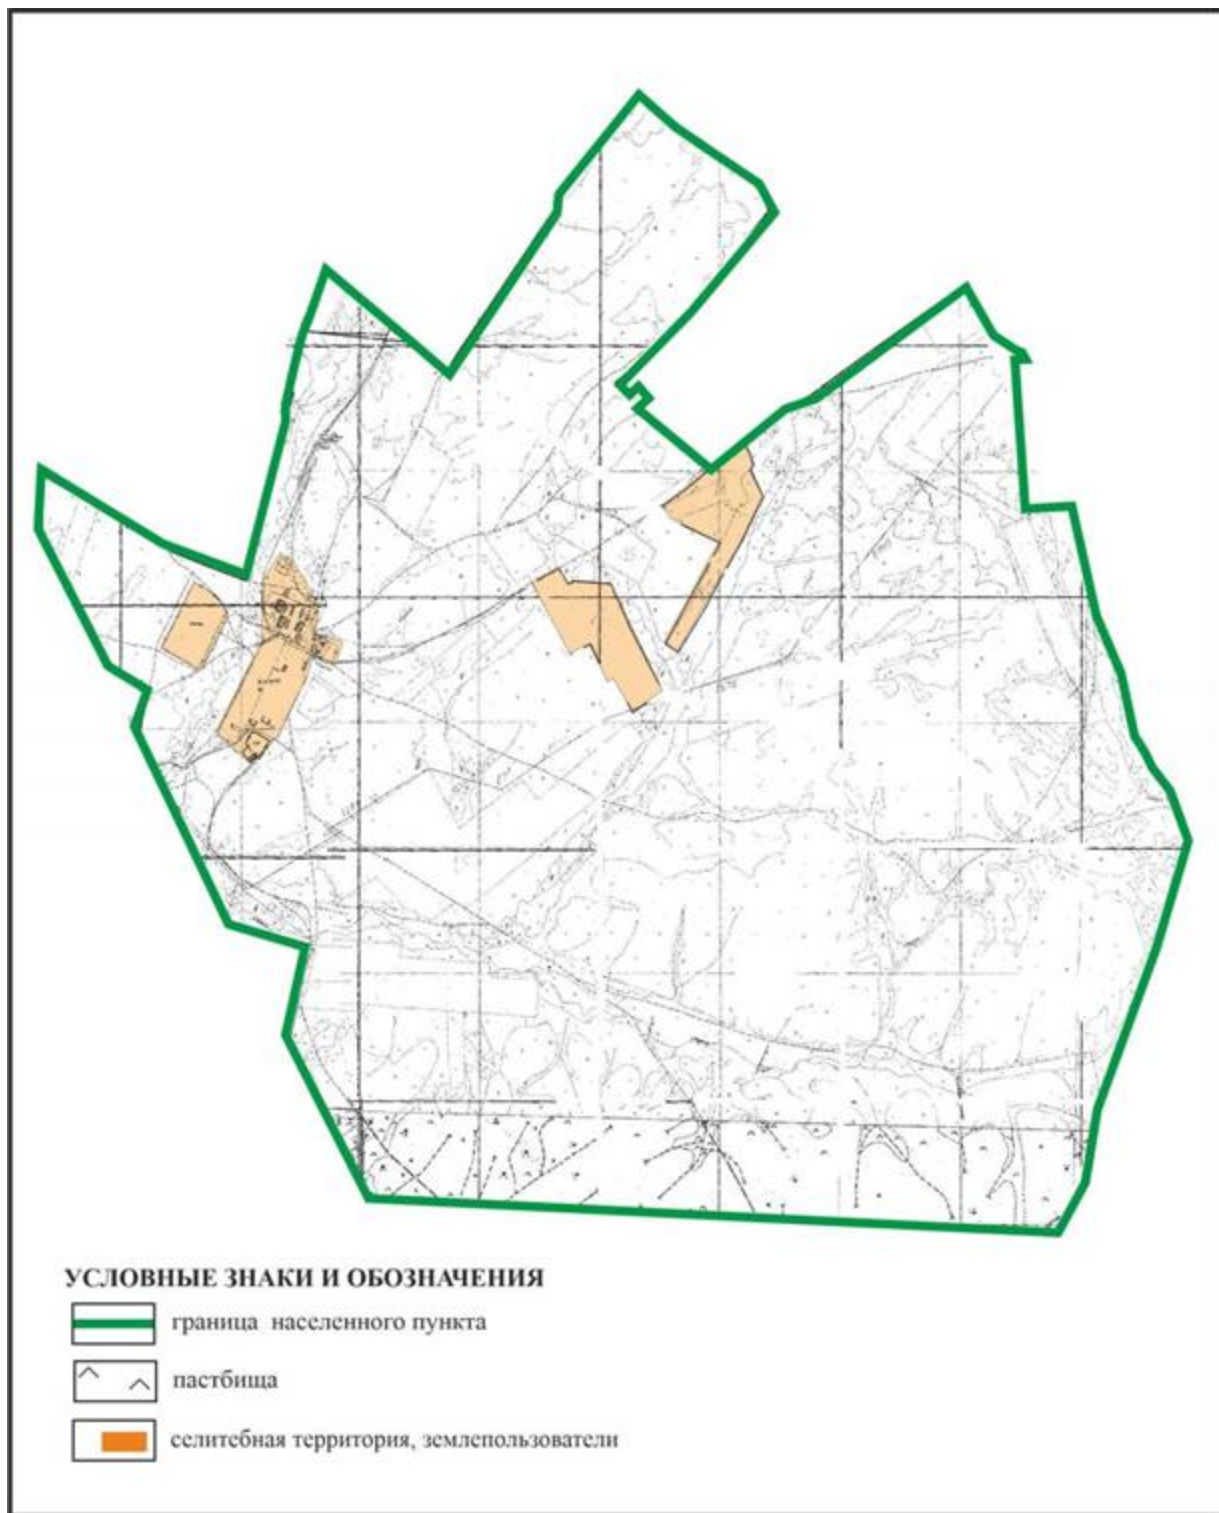 УСЛОВНЫЕ ЗНАКИ И ОБОЗНАЧЕНИЯ
граница населенного пункта
пастбища
селитебная территория, землепользователи